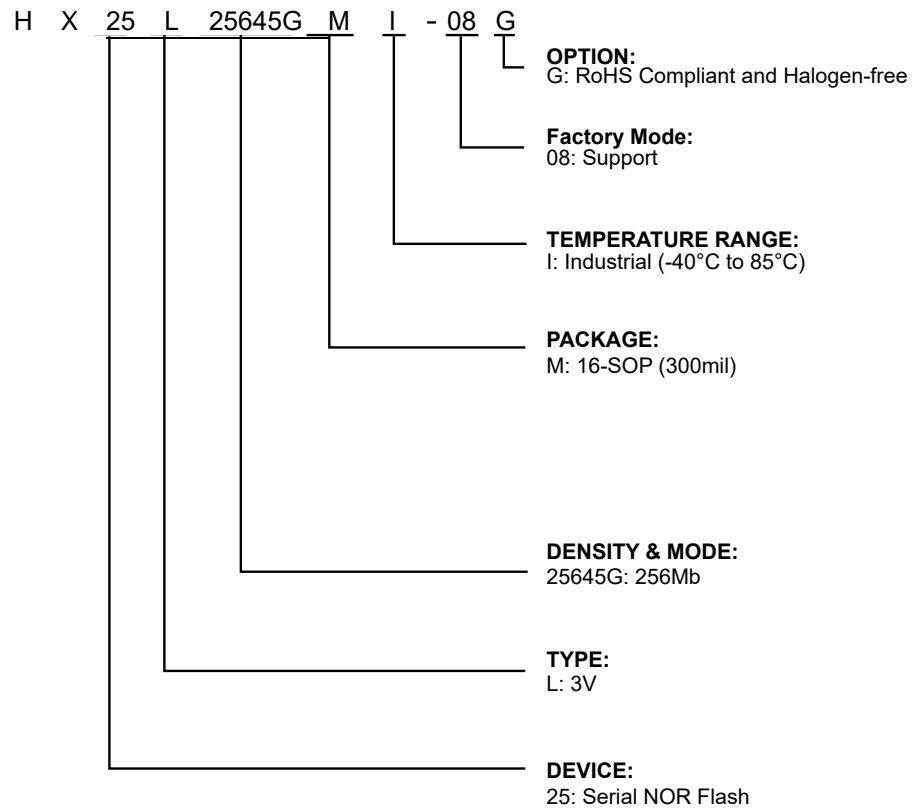 H X 25 L 25645G M I - 08 G
OPTION:
G: RoHS Compliant and Halogen-free
Factory Mode:
08: Support
TEMPERATURE RANGE:
I: Industrial (-40°C to 85°C)
PACKAGE:
M: 16-SOP (300mil)
DENSITY & MODE:
25645G: 256Mb
TYPE:
L: 3V
DEVICE:
25: Serial NOR Flash